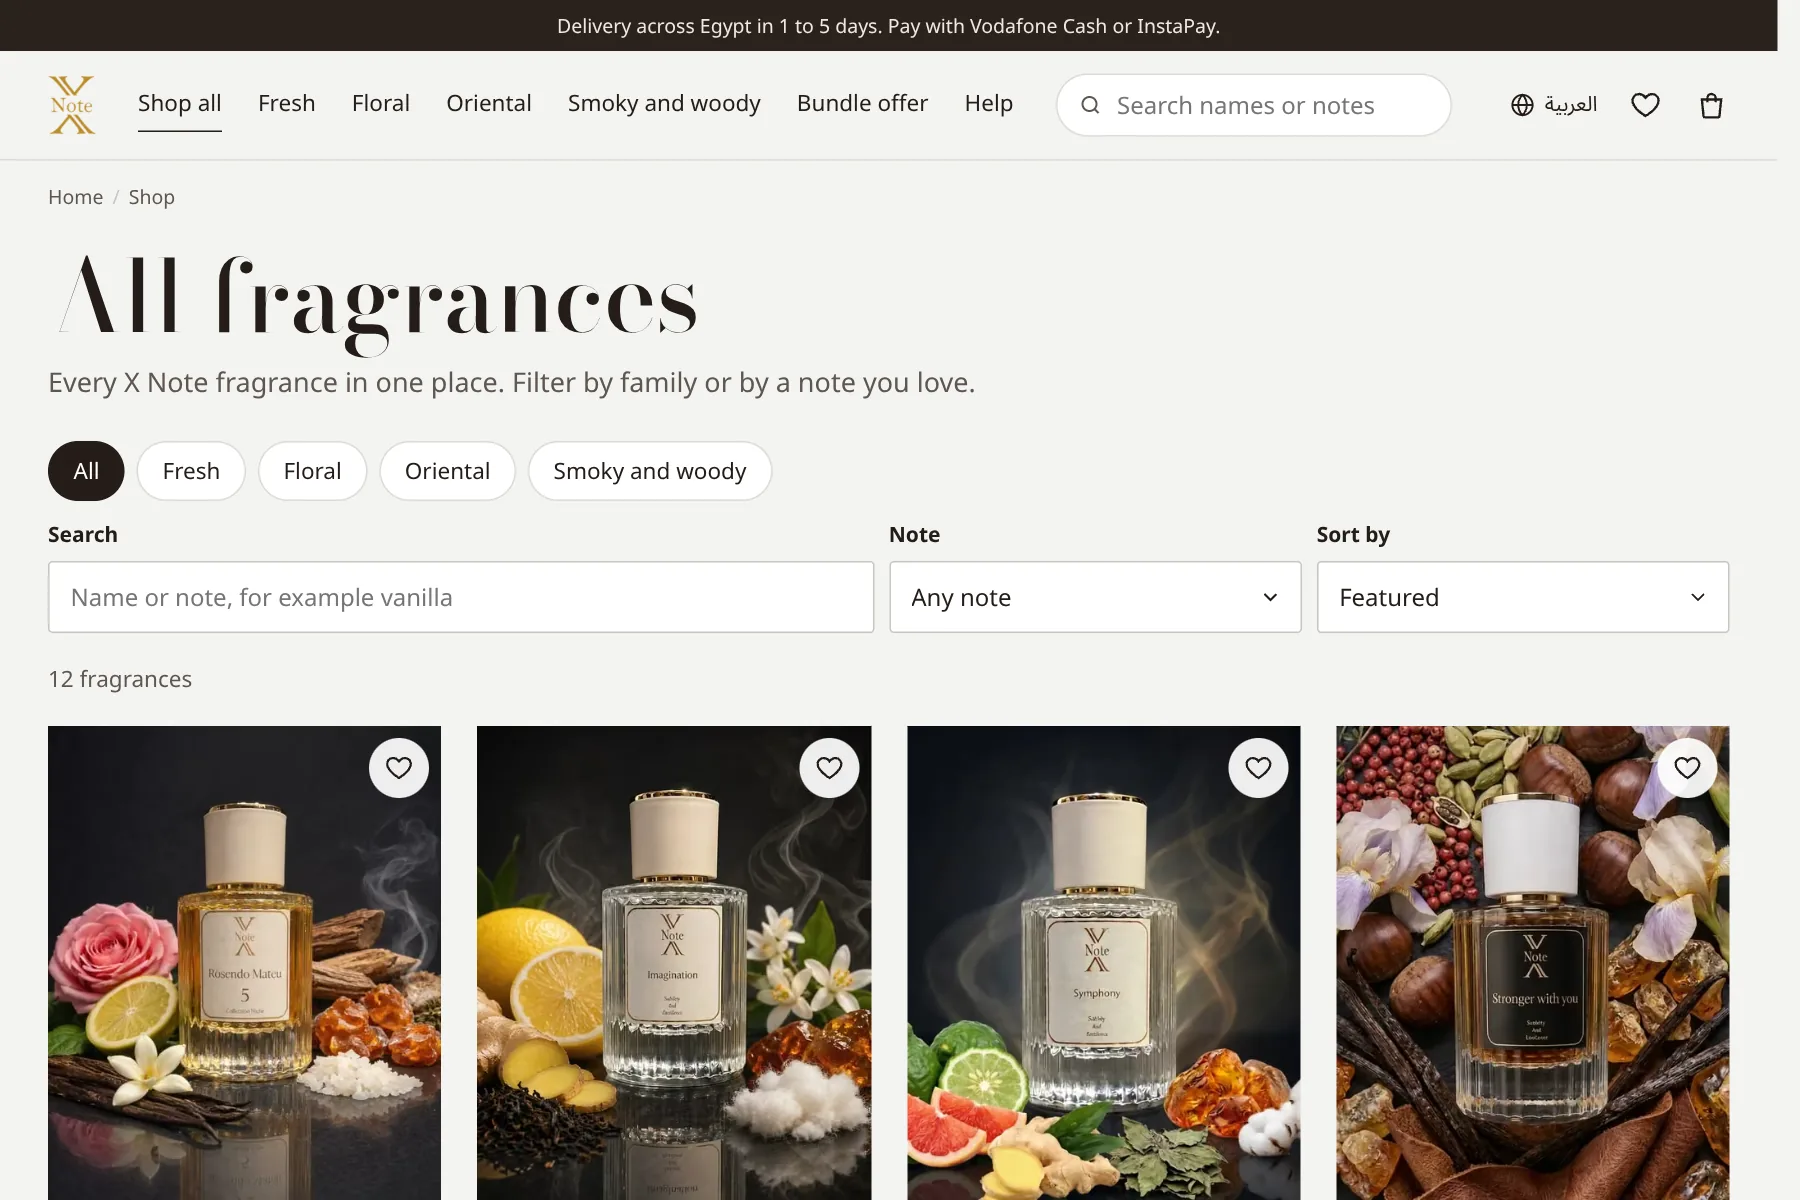 Delivery across Egypt in 1 to 5 days. Pay with Vodafone Cash or InstaPay.
X Note
Shop all
Fresh
Floral
Oriental
Smoky and woody
Bundle offer
Help
Search names or notes
العربية
Home / Shop
All fragrances
Every X Note fragrance in one place. Filter by family or by a note you love.
All
Fresh
Floral
Oriental
Smoky and woody
Search
Note
Sort by
Name or note, for example vanilla
Any note
Featured
12 fragrances
X Note
Rosendo Mateu
5
X Note
Imagination
X Note
Symphony
X Note
Stronger with you